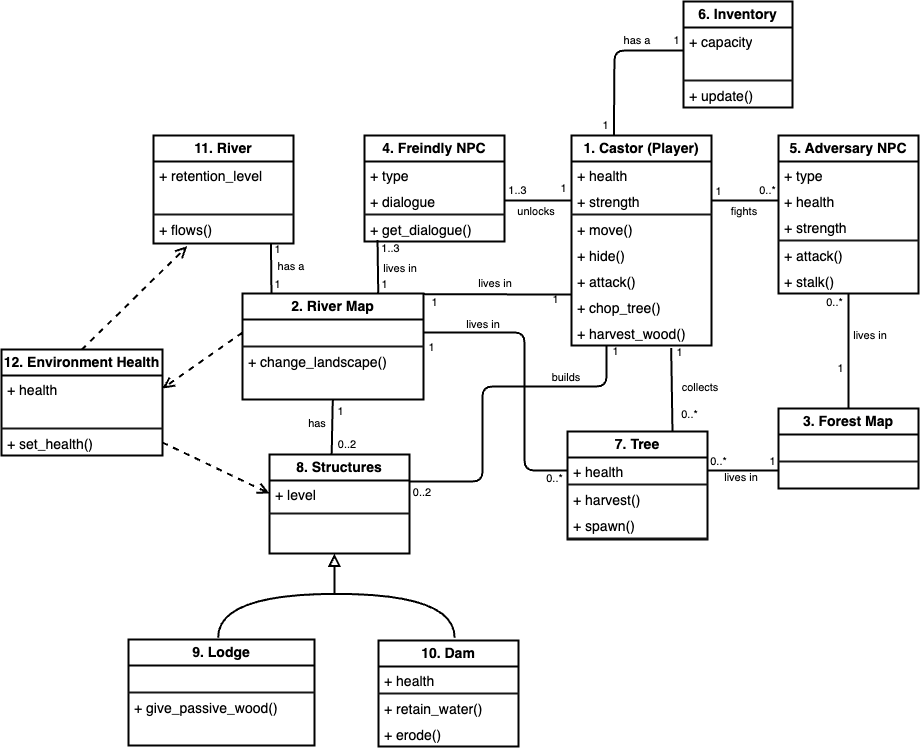 6. Inventory
+ capacity
+ update()
has a
1
1
11. River
+ retention_level
+ flows()
4. Freindly NPC
+ type
+ dialogue
+ get_dialogue()
1..3
1
unlocks
1. Castor (Player)
+ health
+ strength
+ move()
+ hide()
+ attack()
+ chop_tree()
+ harvest_wood()
1
0..*
fights
5. Adversary NPC
+ type
+ health
+ strength
+ attack()
+ stalk()
1
has a
1
1..3
lives in
1
lives in
1
1
2. River Map
+ change_landscape()
lives in
1
0..*
0..*
lives in
1
12. Environment Health
+ health
+ set_health()
1
has
0..2
1
builds
0..2
1
collects
0..*
3. Forest Map
7. Tree
+ health
+ harvest()
+ spawn()
0..*
1
lives in
8. Structures
+ level
9. Lodge
+ give_passive_wood()
10. Dam
+ health
+ retain_water()
+ erode()